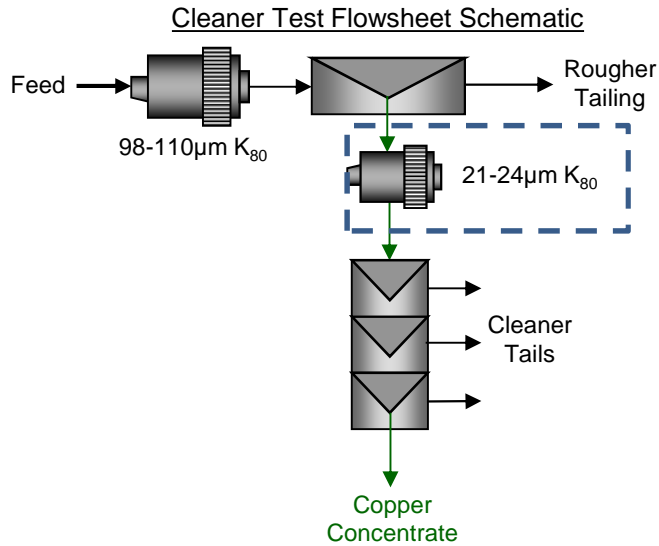 Cleaner Test Flowsheet Schematic
Feed
Rougher
Tailing
98-110µm K₈₀
21-24µm K₈₀
Cleaner
Tails
Copper
Concentrate